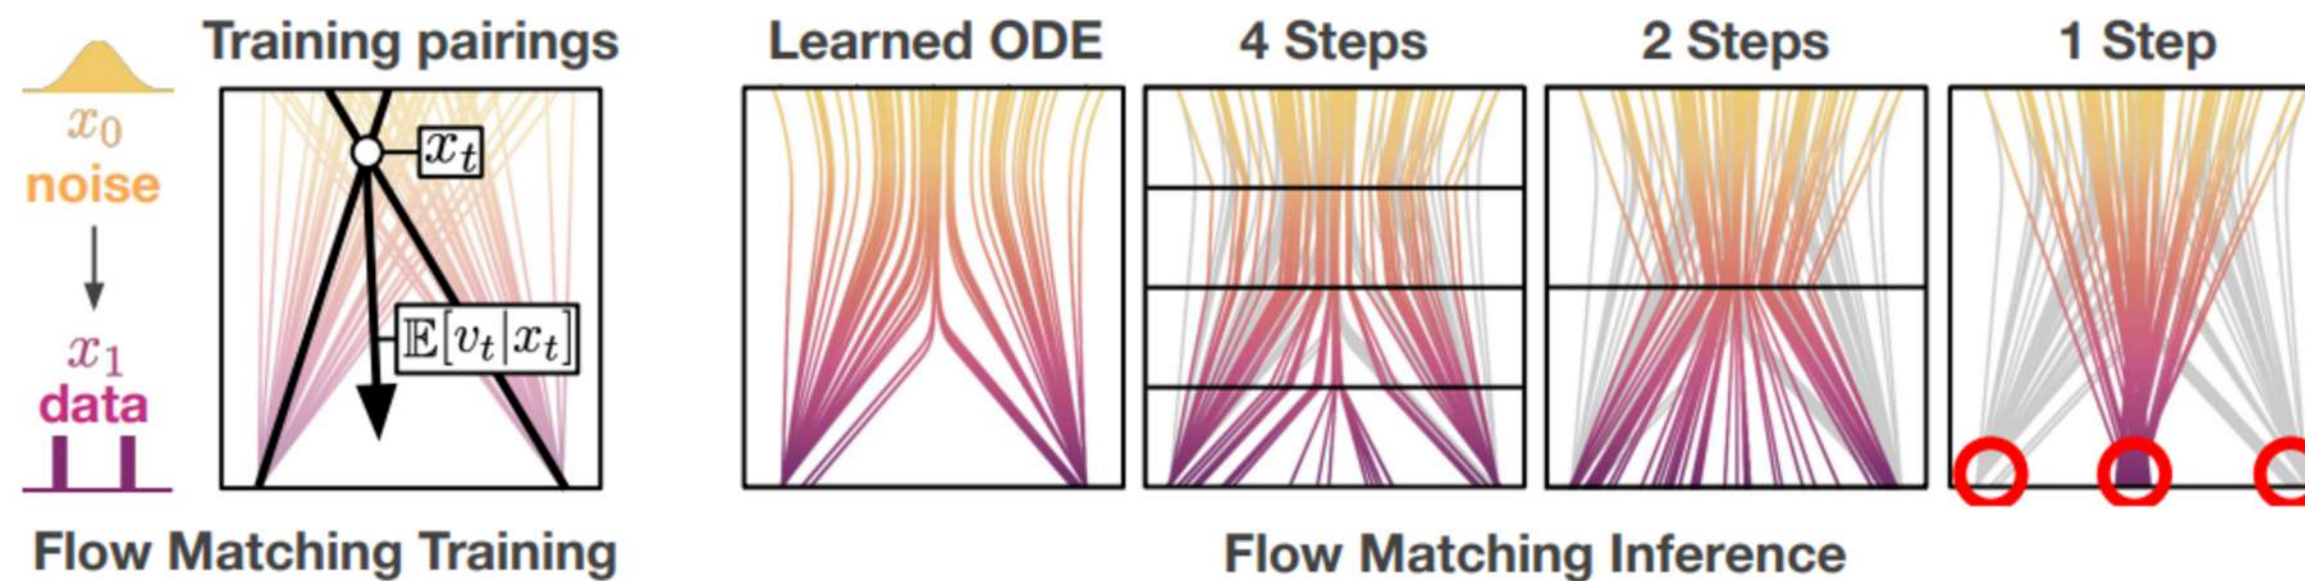 Training pairings
Learned ODE
4 Steps
2 Steps
1 Step
x₀
noise
x₁
data
xₜ
𝔼[vₜ|xₜ]
Flow Matching Training
Flow Matching Inference